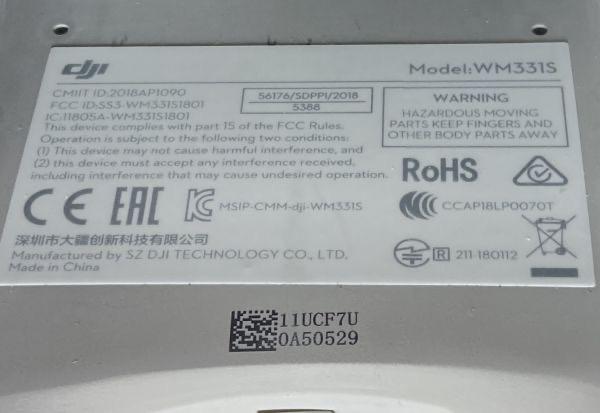 dji
Model:WM331S
CMIIT ID:2018AP1090
FCC ID:SS3-WM331S1801
IC:11805A-WM331S1801
56176/SDPPI/2018
5388
This device complies with part 15 of the FCC Rules.
Operation is subject to the following two conditions:
(1) This device may not cause harmful interference, and
(2) this device must accept any interference received,
including interference that may cause undesired operation.
WARNING
HAZARDOUS MOVING
PARTS KEEP FINGERS AND
OTHER BODY PARTS AWAY
RoHS
CE EAC KC MSIP-CMM-dji-WM331S
CCC CCAP18LP0070T
R 211-180112
深圳市大疆创新科技有限公司
Manufactured by SZ DJI TECHNOLOGY CO., LTD.
Made in China
11UCF7U
0A50529